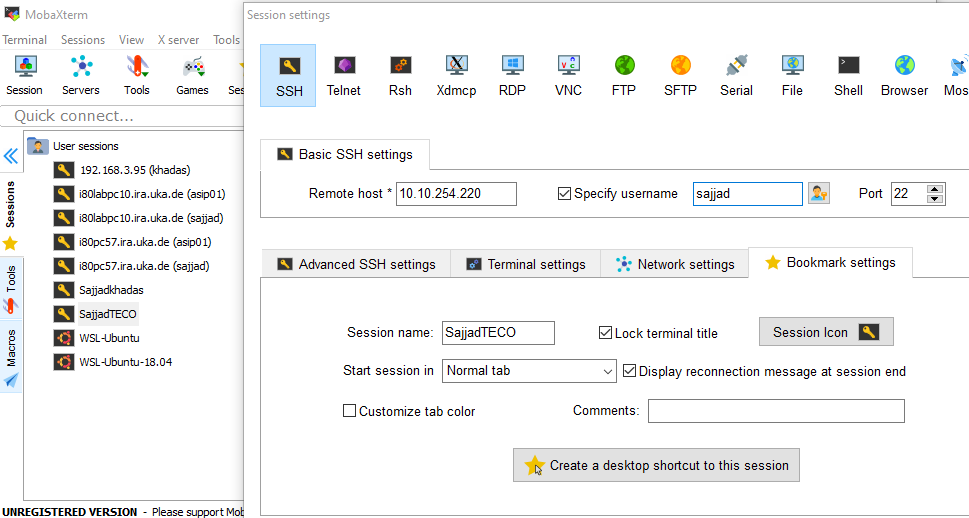 MobaXterm
Terminal Sessions View X server Tools
Session Servers Tools Games
Quick connect...
User sessions
192.168.3.95 (khadas)
i80labpc10.ira.uka.de (asip01)
i80labpc10.ira.uka.de (sajjad)
i80pc57.ira.uka.de (asip01)
i80pc57.ira.uka.de (sajjad)
Sajjadkhadas
SajjadTECO
WSL-Ubuntu
WSL-Ubuntu-18.04
Sessions
Tools
Macros
UNREGISTERED VERSION - Please support Mob
Session settings
SSH Telnet Rsh Xdmcp RDP VNC FTP SFTP Serial File Shell Browser Mos
Basic SSH settings
Remote host * 10.10.254.220 Specify username sajjad Port 22
Advanced SSH settings Terminal settings Network settings Bookmark settings
Session name: SajjadTECO Lock terminal title Session Icon
Start session in Normal tab Display reconnection message at session end
Customize tab color Comments:
Create a desktop shortcut to this session